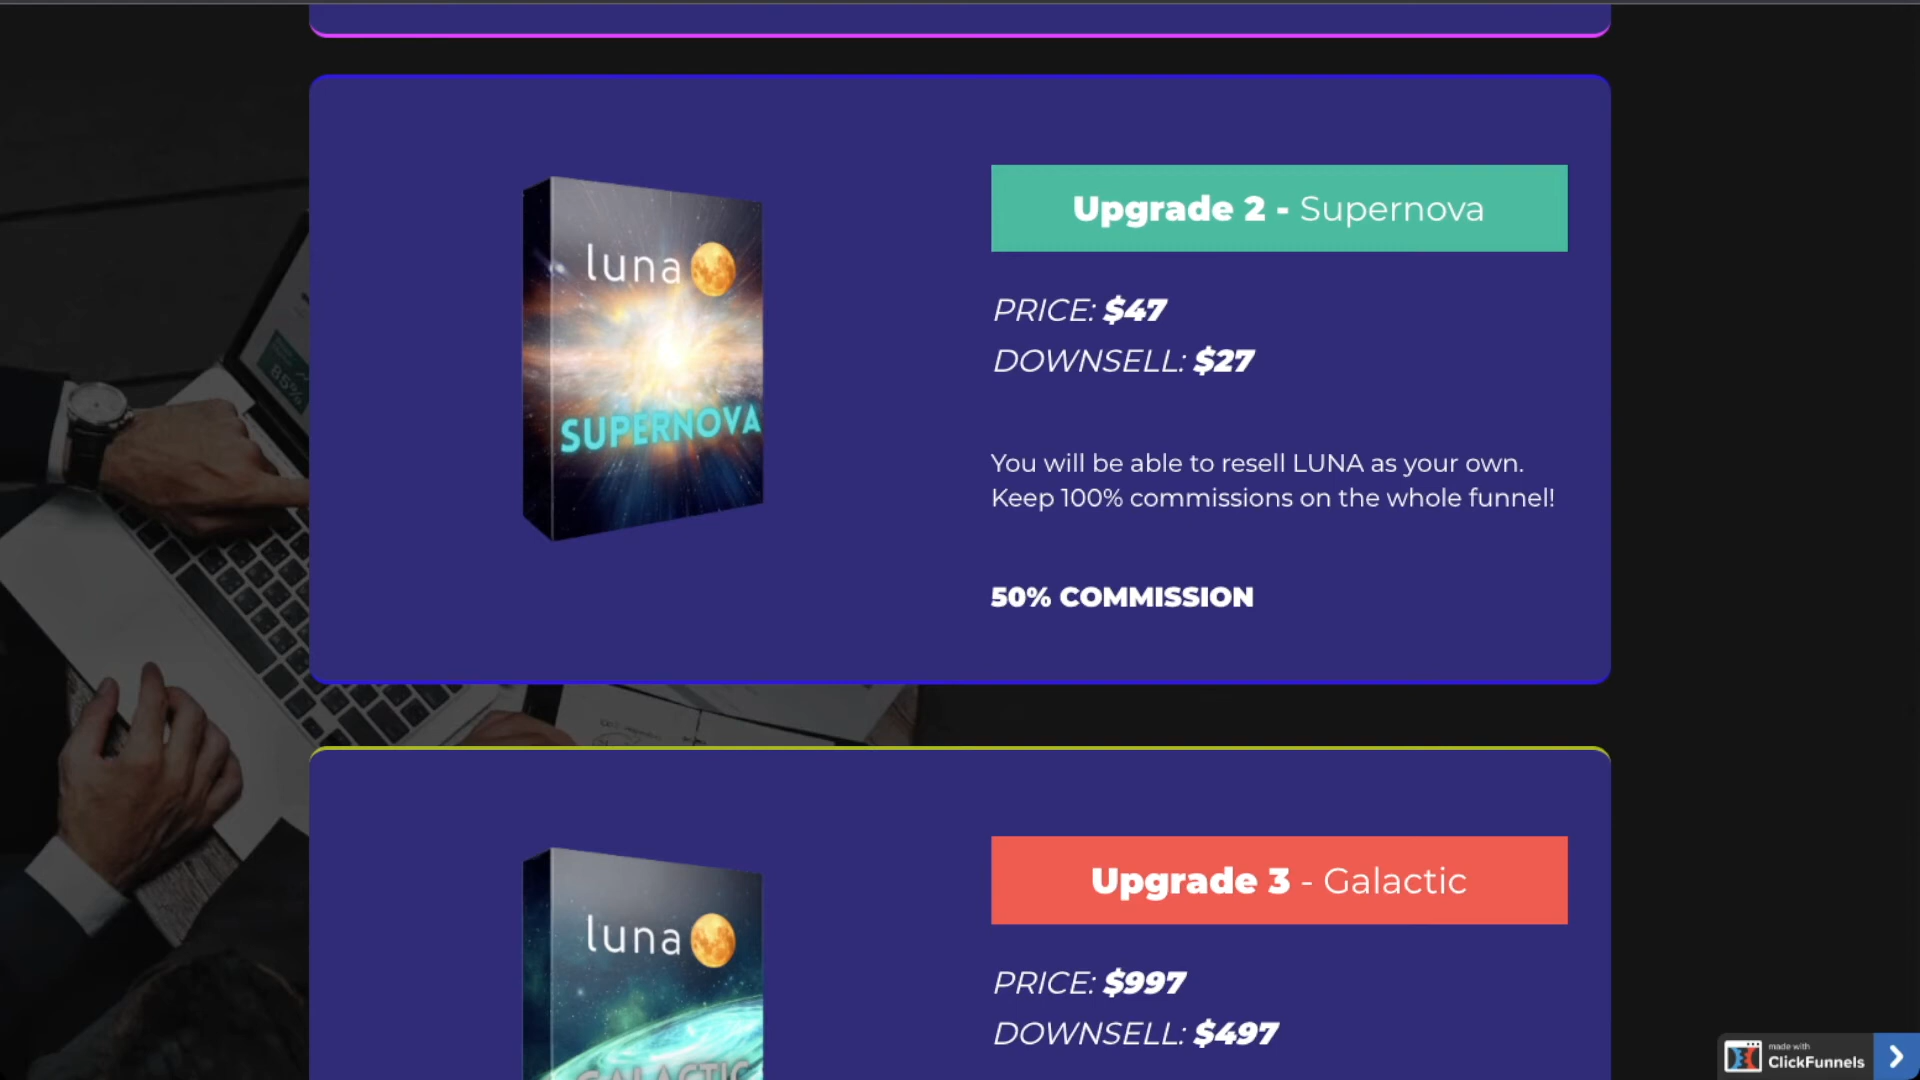 Upgrade 2 - Supernova
luna
SUPERNOVA
PRICE: $47
DOWNSELL: $27
You will be able to resell LUNA as your own.
Keep 100% commissions on the whole funnel!
50% COMMISSION
85%
Upgrade 3 - Galactic
luna
GALACTIC
PRICE: $997
DOWNSELL: $497
made with
ClickFunnels